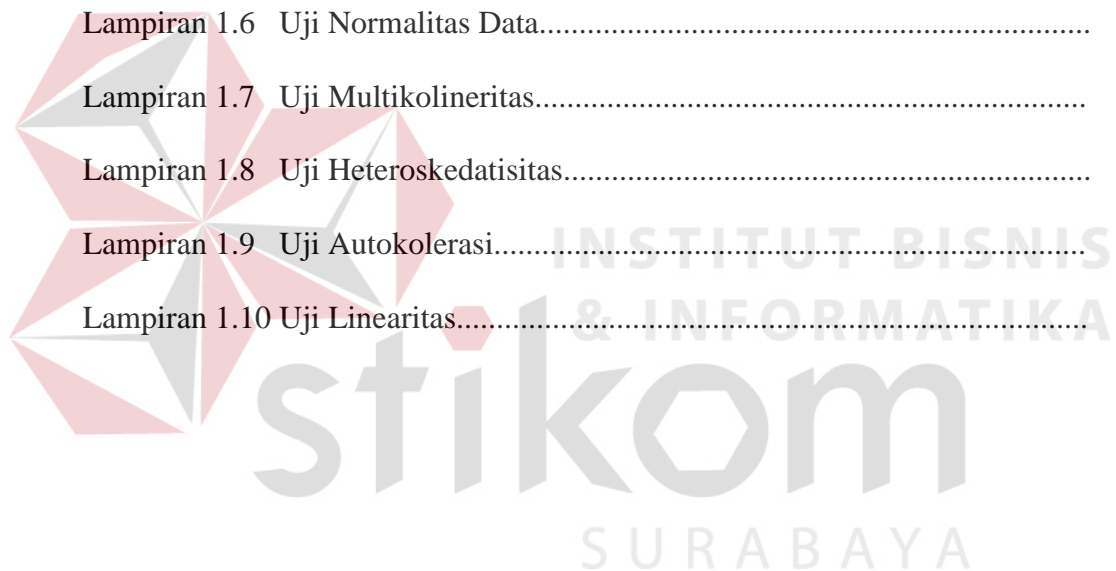 Lampiran 1.6 Uji Normalitas Data.....................................................................
Lampiran 1.7 Uji Multikolineritas.....................................................................
Lampiran 1.8 Uji Heteroskedatisitas..................................................................
Lampiran 1.9 Uji Autokolerasi..........................................................................
INSTITUT BISNIS
Lampiran 1.10 Uji Linearitas...............................................................................
& INFORMATIKA
stikom
SURABAYA